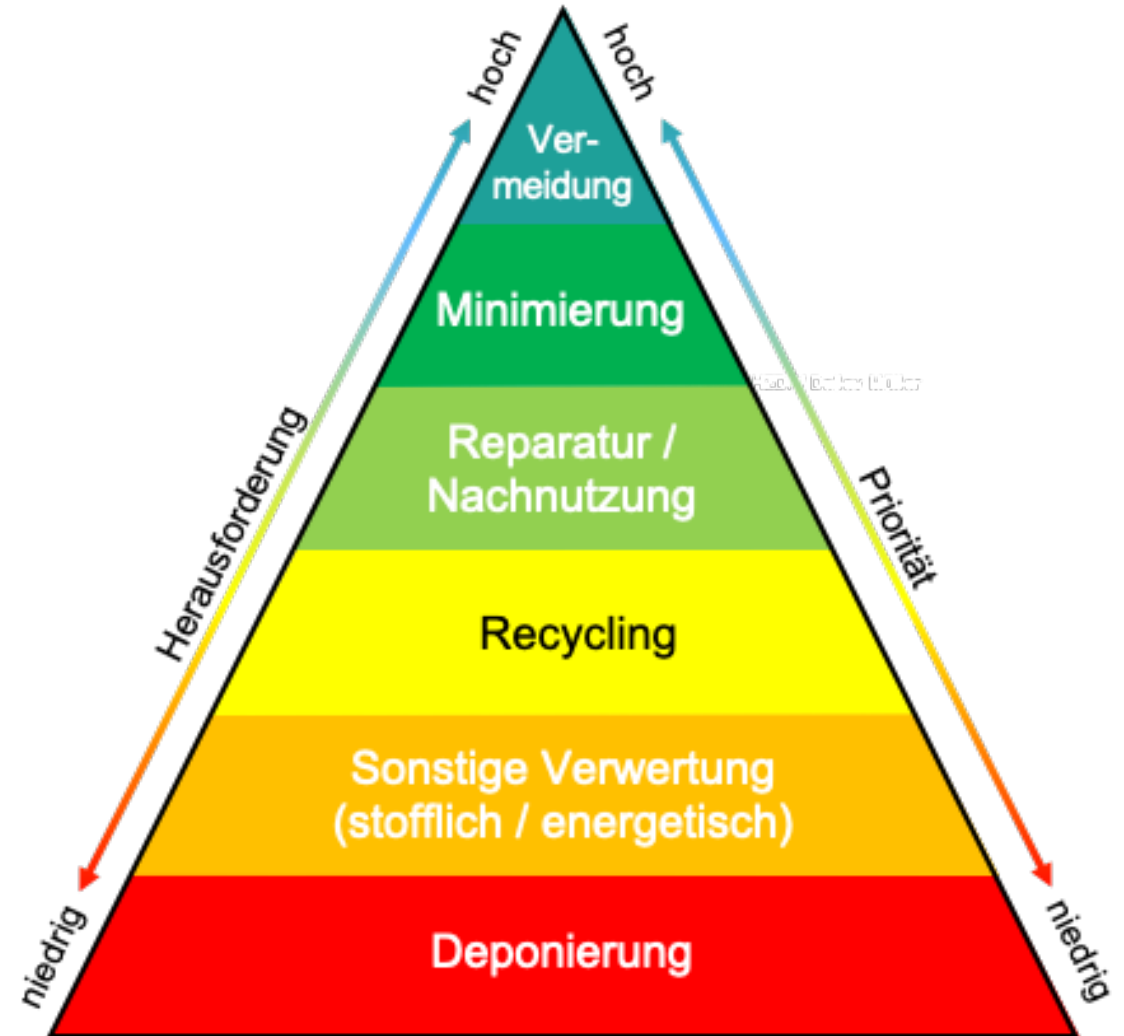 hoch
hoch
Ver-
meidung
Minimierung
Reparatur /
Nachnutzung
Herausforderung
Priorität
Recycling
Sonstige Verwertung
(stofflich / energetisch)
niedrig
niedrig
Deponierung